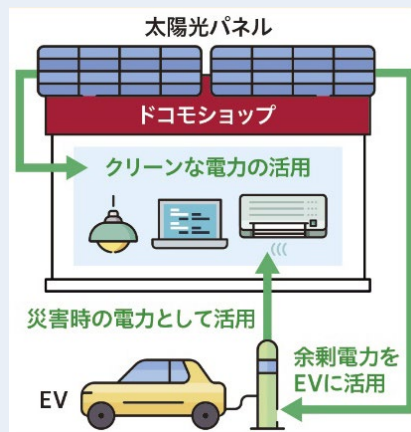 太陽光パネル
ドコモショップ
クリーンな電力の活用
災害時の電力として活用
余剰電力を
EVに活用
EV